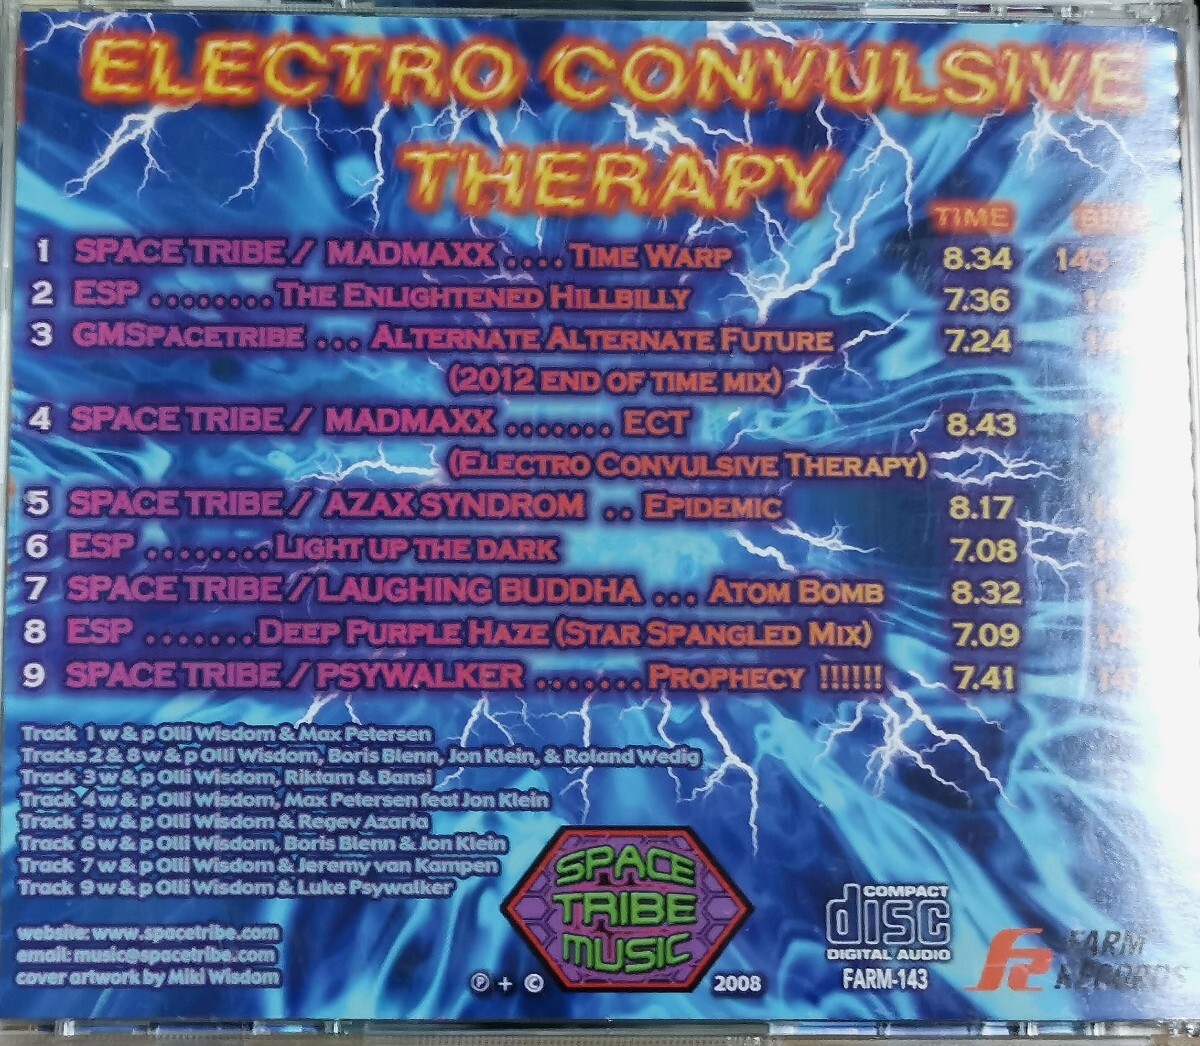 ELECTRO CONVULSIVE
THERAPY
TIME
1 SPACE TRIBE / MADMAXX .... TIME WARP 8.34
2 ESP ........ THE ENLIGHTENED HILLBILLY 7.36
3 GMSPACETRIBE ... ALTERNATE ALTERNATE FUTURE 7.24
(2012 END OF TIME MIX)
4 SPACE TRIBE / MADMAXX ....... ECT 8.43
(ELECTRO CONVULSIVE THERAPY)
5 SPACE TRIBE / AZAX SYNDROM .. EPIDEMIC 8.17
6 ESP ........ LIGHT UP THE DARK 7.08
7 SPACE TRIBE / LAUGHING BUDDHA ... ATOM BOMB 8.32
8 ESP ....... DEEP PURPLE HAZE (STAR SPANGLED MIX) 7.09
9 SPACE TRIBE / PSYWALKER ....... PROPHECY !!!!!! 7.41
Track 1 w & p Olli Wisdom & Max Petersen
Tracks 2 & 8 w & p Olli Wisdom, Boris Blenn, Jon Klein, & Roland Wedig
Track 3 w & p Olli Wisdom, Riktam & Bansi
Track 4 w & p Olli Wisdom, Max Petersen feat Jon Klein
Track 5 w & p Olli Wisdom & Regev Azaria
Track 6 w & p Olli Wisdom, Boris Blenn & Jon Klein
Track 7 w & p Olli Wisdom & Jeremy van Kampen
Track 9 w & p Olli Wisdom & Luke Psywalker
website: www.spacetribe.com
email: music@spacetribe.com
cover artwork by Miki Wisdom
SPACE
TRIBE
MUSIC
℗ + © 2008
COMPACT
disc
DIGITAL AUDIO
FARM-143
FARM
RECORDS